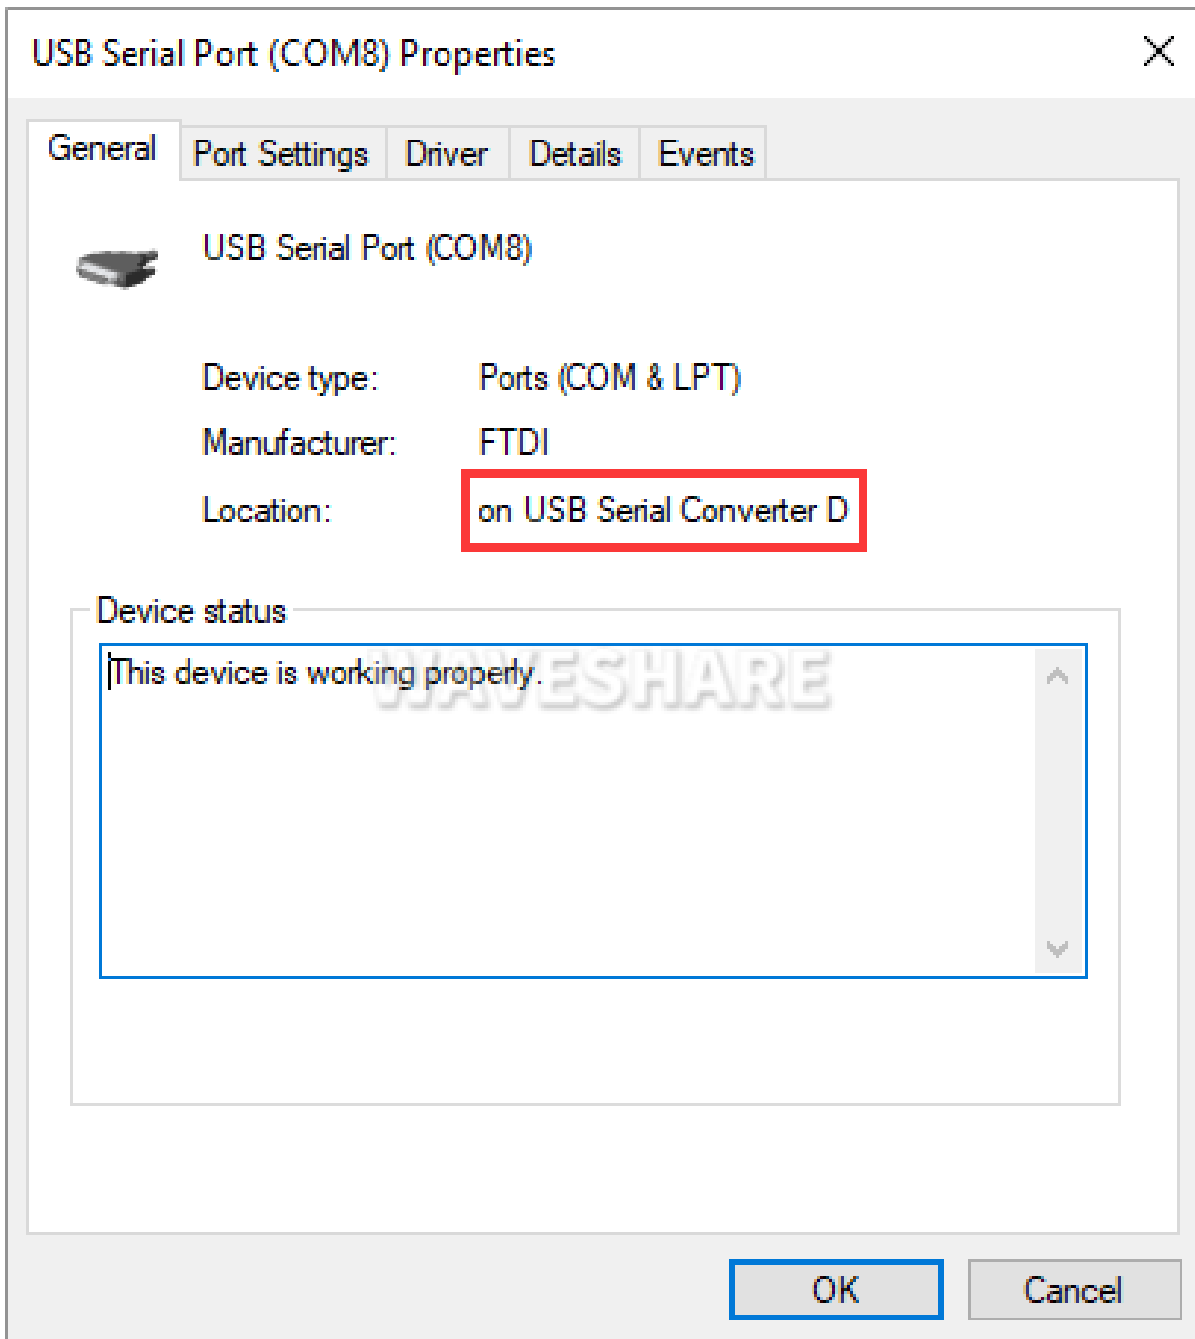 USB Serial Port (COM8) Properties
General Port Settings Driver Details Events
USB Serial Port (COM8)
Device type: Ports (COM & LPT)
Manufacturer: FTDI
Location: on USB Serial Converter D
Device status
This device is working properly.
WAVESHARE
OK Cancel